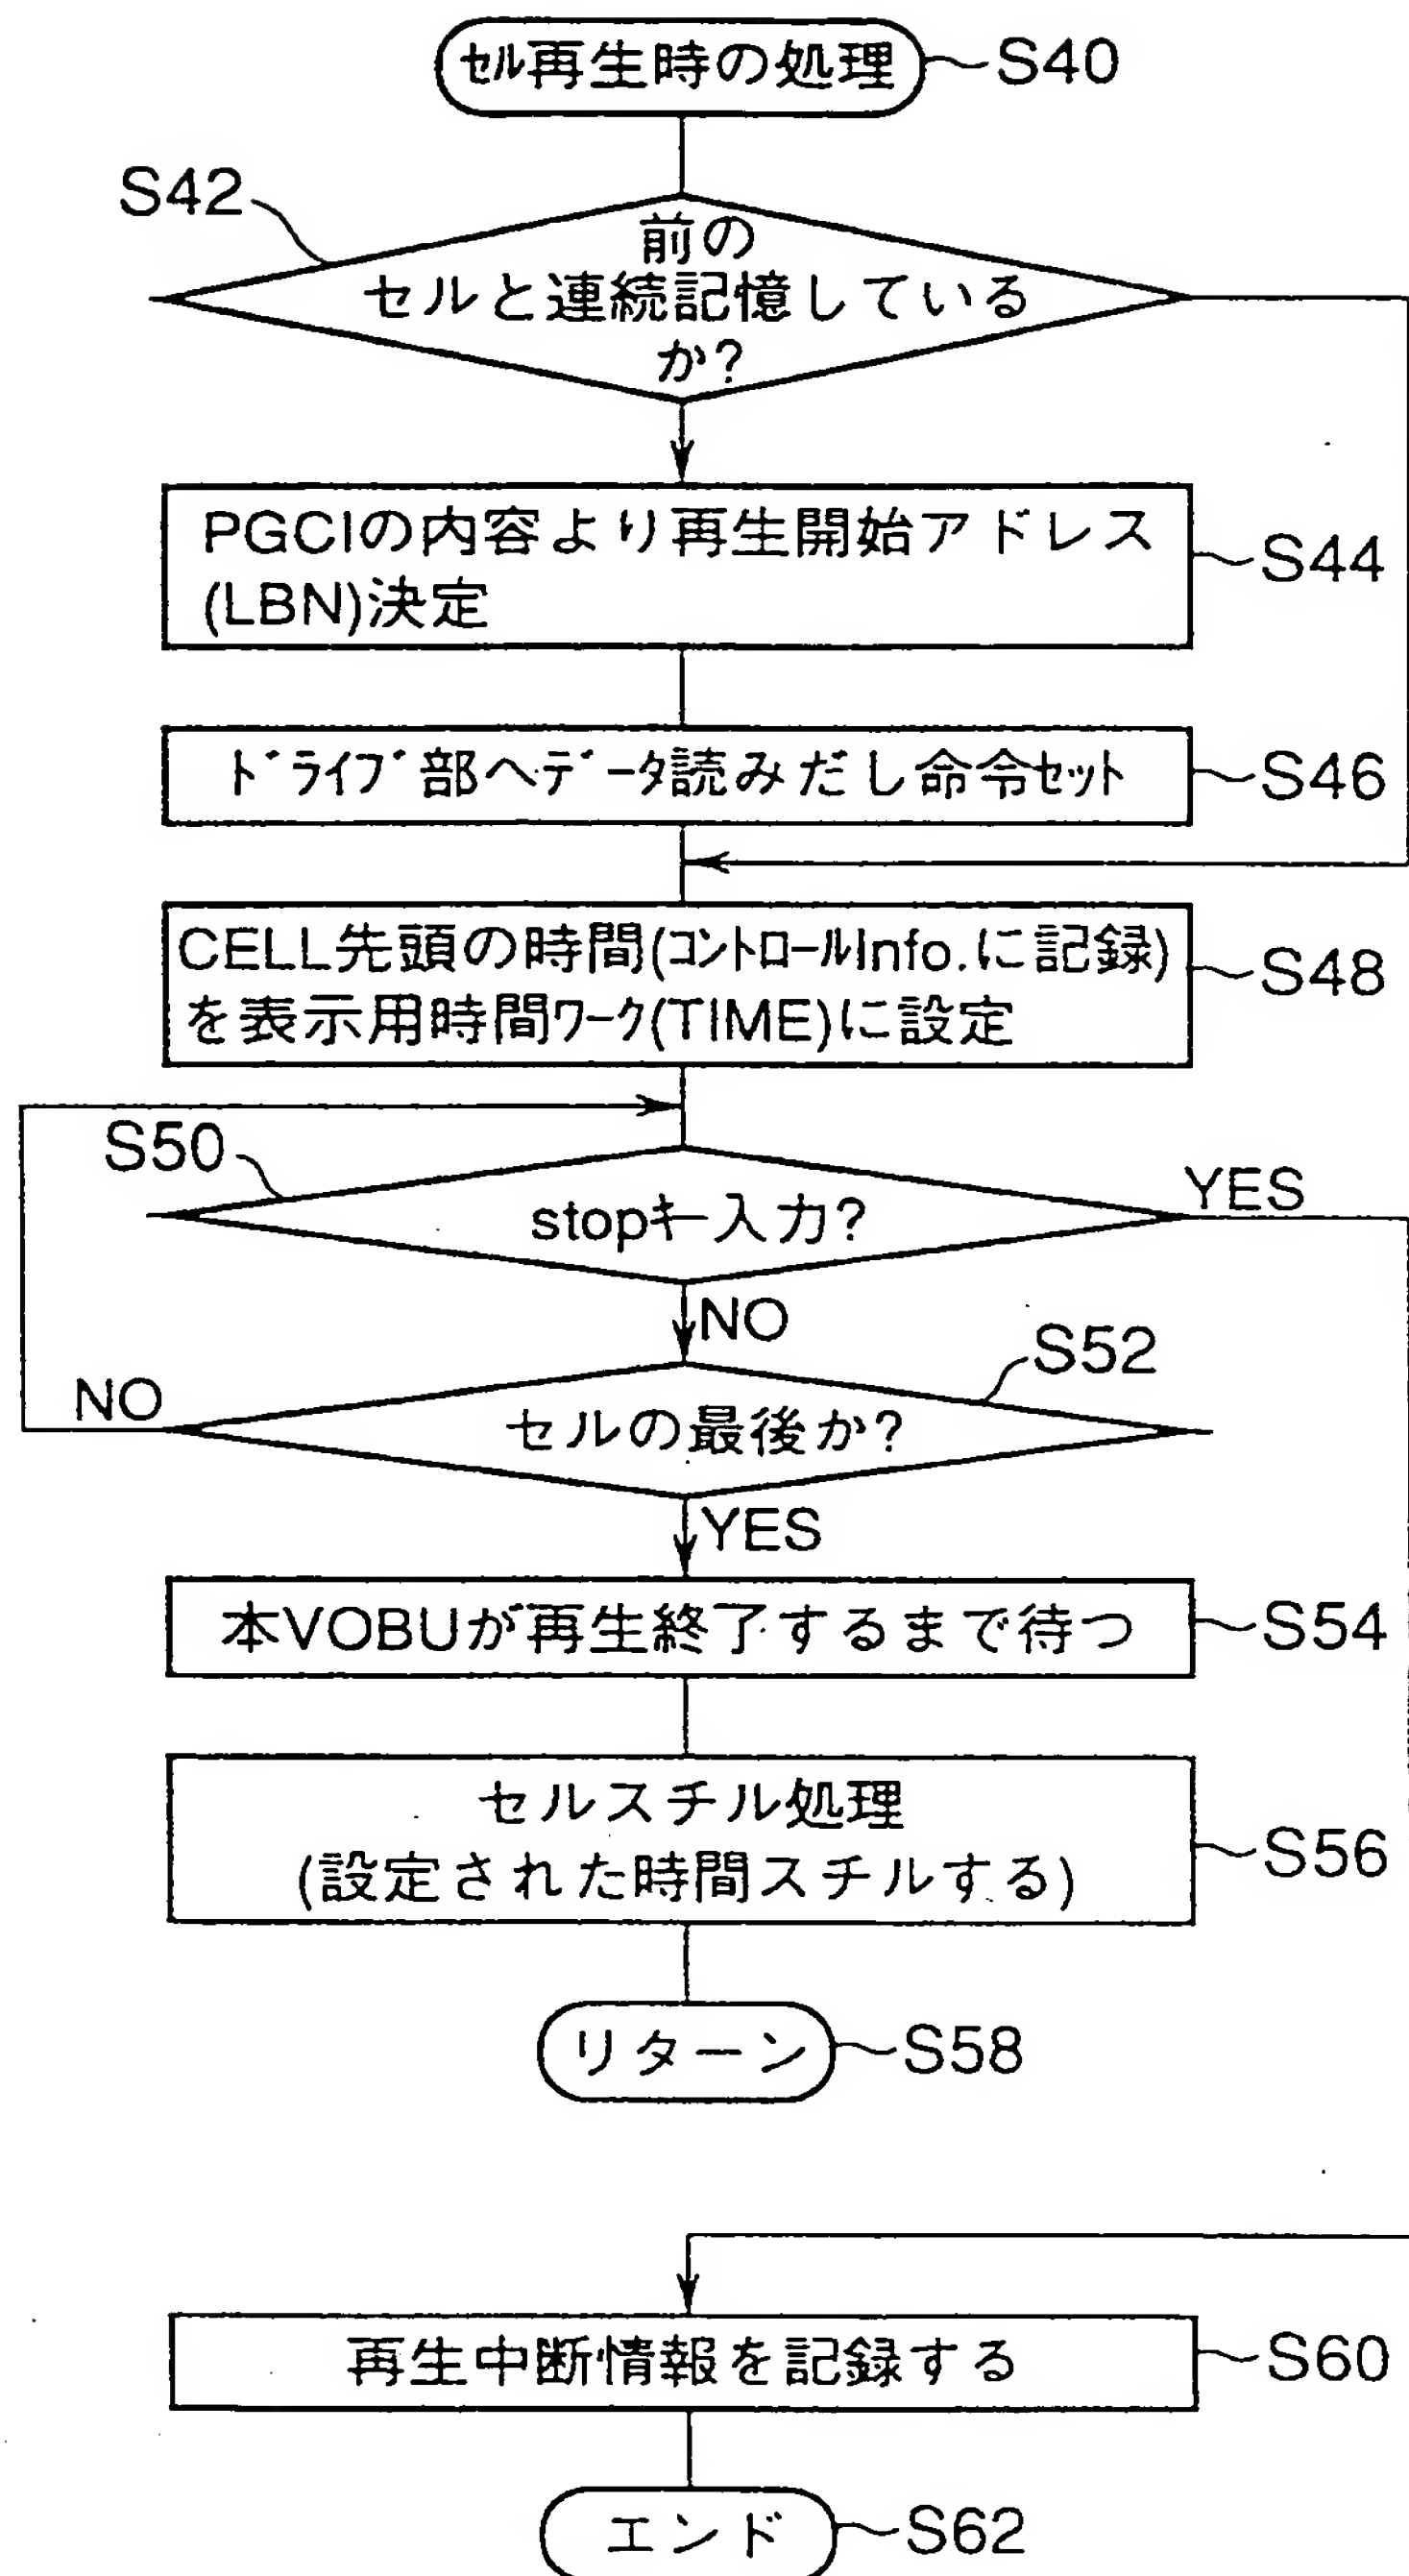 セル再生時の処理
S40
S42
前の
セルと連続記憶している
か?
PGCIの内容より再生開始アドレス
(LBN)決定
S44
ドライブ部へデータ読みだし命令セット
S46
CELL先頭の時間(コントロールInfo.に記録)
を表示用時間ワーク(TIME)に設定
S48
S50
stopキー入力?
YES
NO
S52
NO
セルの最後か?
YES
本VOBUが再生終了するまで待つ
S54
セルスチル処理
(設定された時間スチルする)
S56
リターン
S58
再生中断情報を記録する
S60
エンド
S62